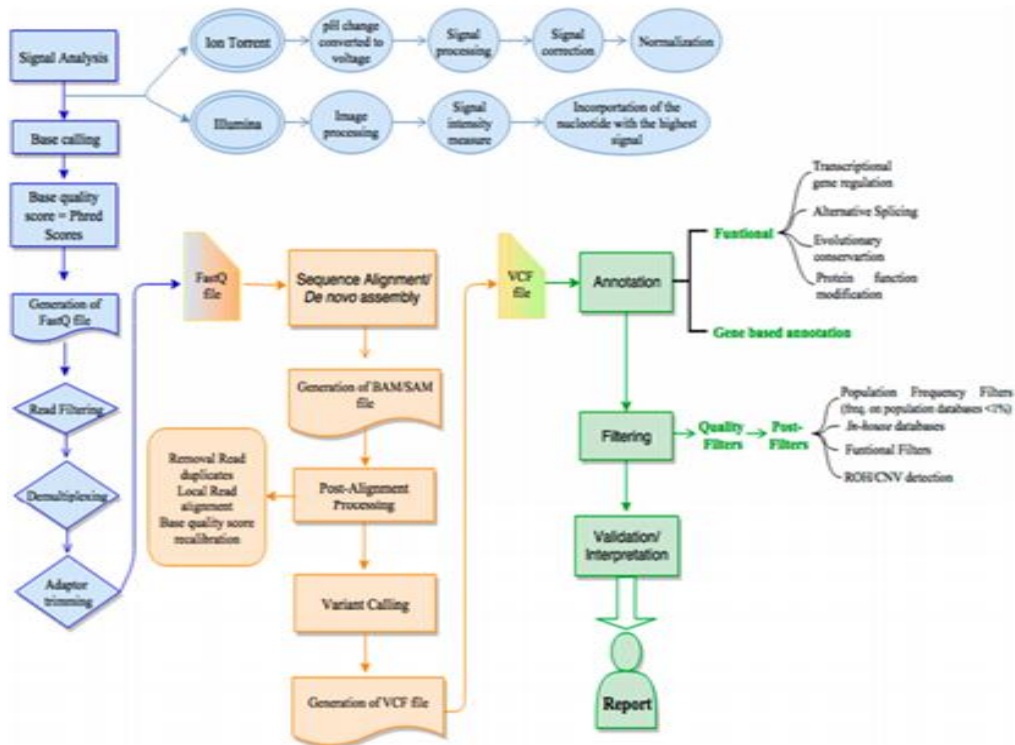 Signal Analysis
Ion Torrent
pH change
converted to
voltage
Signal
processing
Signal
correction
Normalization
Illumina
Image
processing
Signal
intensity
measure
Incorportation of the
nucleotide with the highest
signal
Base calling
Base quality
score = Phred
Scores
Generation of
FastQ file
Read Filtering
Demultiplexing
Adaptor
trimming
FastQ
file
Sequence Alignment/
De novo assembly
Generation of BAM/SAM
file
Post-Alignment
Processing
Removal Read
duplicates
Local Read
alignment
Base quality score
recalibration
Variant Calling
Generation of VCF file
VCF
file
Annotation
Funtional
Transcriptional
gene regulation
Alternative Splicing
Evolutionary
conservartion
Protein function
modification
Gene based annotation
Filtering
Quality
Filters
Post-
Filters
Population Frequency Filters
(freq. on population databases <1%)
In-house databases
Funtional Filters
ROH/CNV detection
Validation/
Interpretation
Report